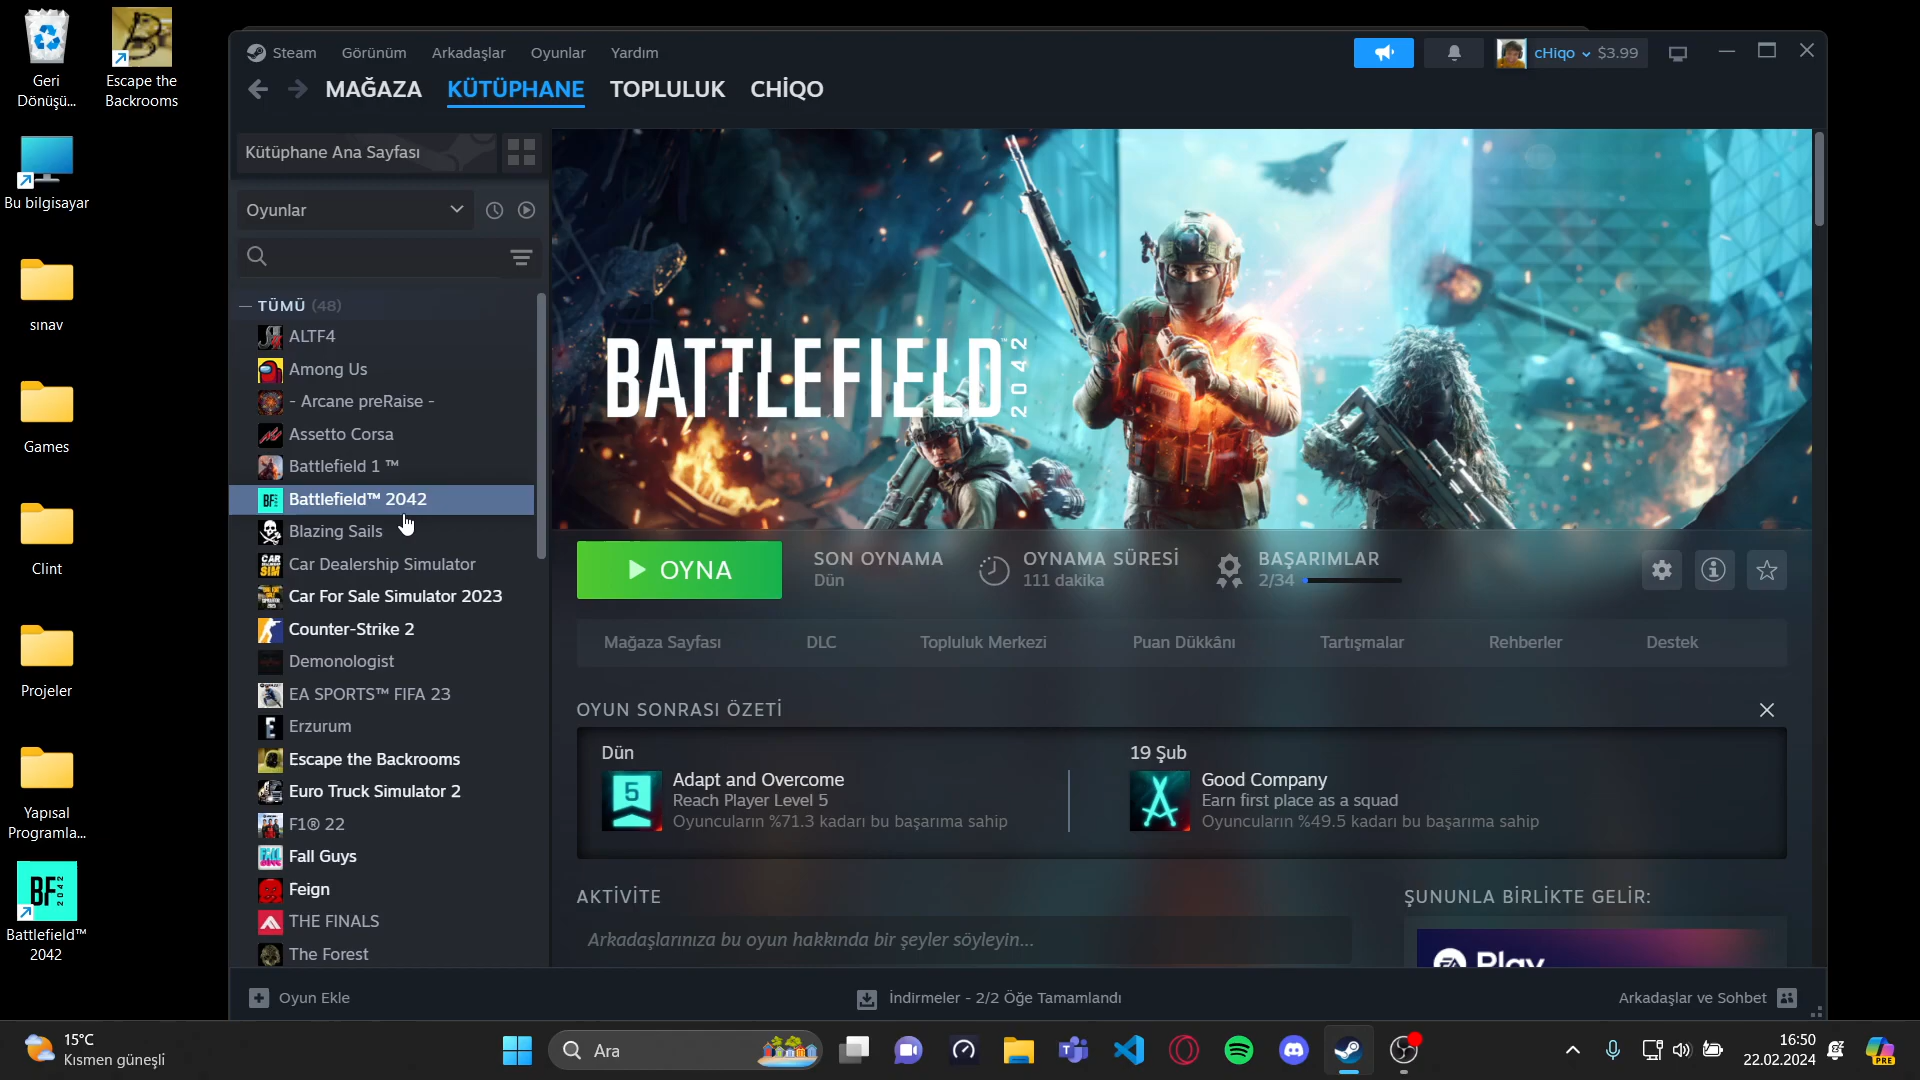 Geri
Dönüşü...
Escape the
Backrooms
Bu bilgisayar
sınav
Games
Clint
Projeler
Yapısal
Programla...
BF 2042
Battlefield™
2042
Steam Görünüm Arkadaşlar Oyunlar Yardım
cHiqo $3.99
MAĞAZA KÜTÜPHANE TOPLULUK CHİQO
Kütüphane Ana Sayfası
Oyunlar
TÜMÜ (48)
ALTF4
Among Us
- Arcane preRaise -
Assetto Corsa
Battlefield 1 ™
Battlefield™ 2042
Blazing Sails
Car Dealership Simulator
Car For Sale Simulator 2023
Counter-Strike 2
Demonologist
EA SPORTS™ FIFA 23
Erzurum
Escape the Backrooms
Euro Truck Simulator 2
F1® 22
Fall Guys
Feign
THE FINALS
The Forest
BATTLEFIELD™ 2042
OYNA
SON OYNAMA
Dün
OYNAMA SÜRESİ
111 dakika
BAŞARIMLAR
2/34
Mağaza Sayfası DLC Topluluk Merkezi Puan Dükkânı Tartışmalar Rehberler Destek
OYUN SONRASI ÖZETİ
Dün
5
Adapt and Overcome
Reach Player Level 5
Oyuncuların %71.3 kadarı bu başarıma sahip
19 Şub
Good Company
Earn first place as a squad
Oyuncuların %49.5 kadarı bu başarıma sahip
AKTİVİTE
Arkadaşlarınıza bu oyun hakkında bir şeyler söyleyin...
ŞUNUNLA BİRLİKTE GELİR:
EA Play
Oyun Ekle
İndirmeler - 2/2 Öğe Tamamlandı
Arkadaşlar ve Sohbet
15°C
Kısmen güneşli
Ara
16:50
22.02.2024
PRE